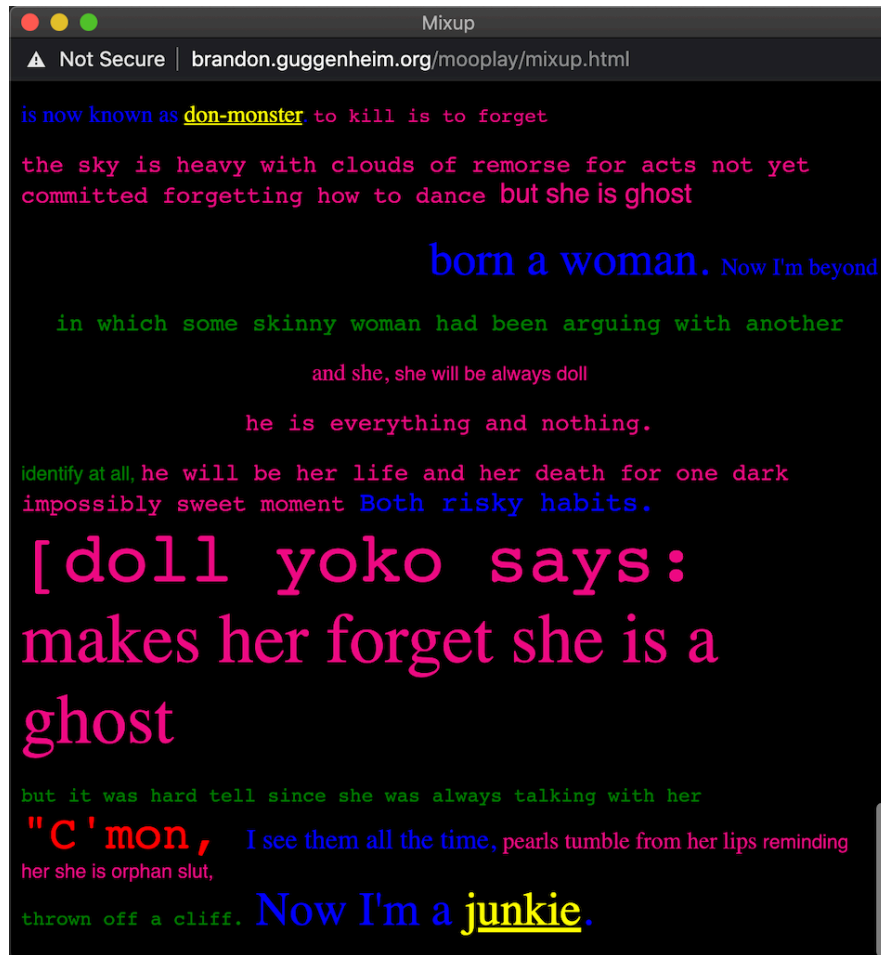 Mixup
Not Secure | brandon.guggenheim.org/mooplay/mixup.html
is now known as don-monster. to kill is to forget
the sky is heavy with clouds of remorse for acts not yet
committed forgetting how to dance but she is ghost
born a woman. Now I'm beyond
in which some skinny woman had been arguing with another
and she, she will be always doll
he is everything and nothing.
identify at all, he will be her life and her death for one dark
impossibly sweet moment Both risky habits.
[doll yoko says:
makes her forget she is a
ghost
but it was hard tell since she was always talking with her
"C'mon, I see them all the time, pearls tumble from her lips reminding
her she is orphan slut,
thrown off a cliff. Now I'm a junkie.